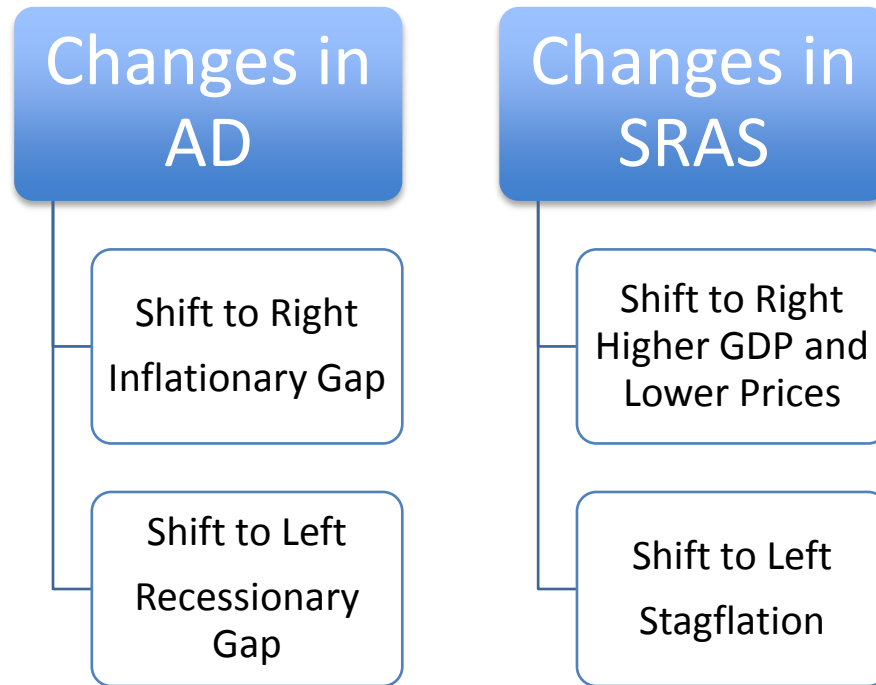 Changes in
AD
Shift to Right
Inflationary Gap
Shift to Left
Recessionary
Gap
Changes in
SRAS
Shift to Right
Higher GDP and
Lower Prices
Shift to Left
Stagflation